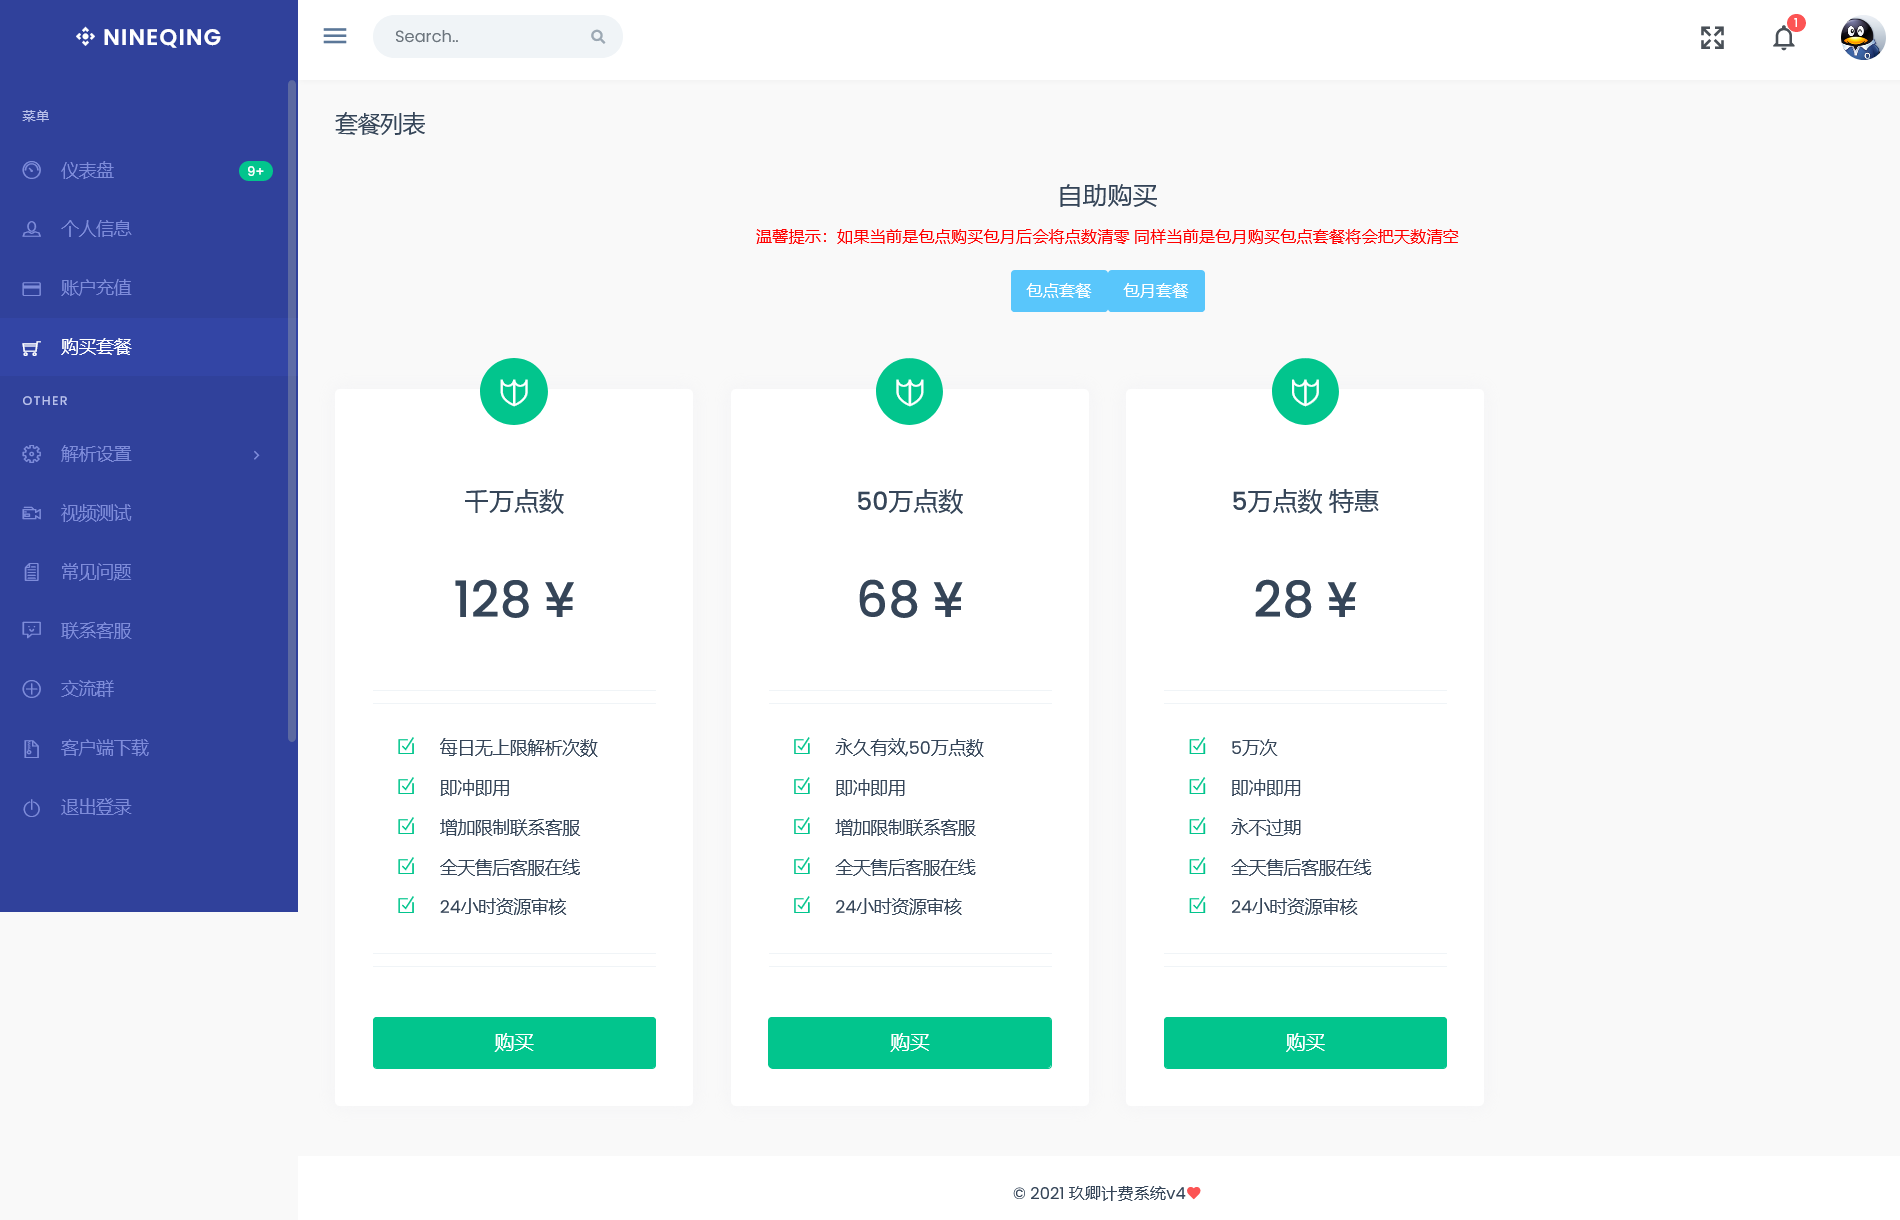 NINEQING
Search..
1
菜单
仪表盘
9+
个人信息
账户充值
购买套餐
OTHER
解析设置
视频测试
常见问题
联系客服
交流群
客户端下载
退出登录
套餐列表
自助购买
温馨提示：如果当前是包点购买包月后会将点数清零 同样当前是包月购买包点套餐将会把天数清空
包点套餐
包月套餐
千万点数
128 ¥
每日无上限解析次数
即冲即用
增加限制联系客服
全天售后客服在线
24小时资源审核
购买
50万点数
68 ¥
永久有效,50万点数
即冲即用
增加限制联系客服
全天售后客服在线
24小时资源审核
购买
5万点数 特惠
28 ¥
5万次
即冲即用
永不过期
全天售后客服在线
24小时资源审核
购买
© 2021 玖卿计费系统v4